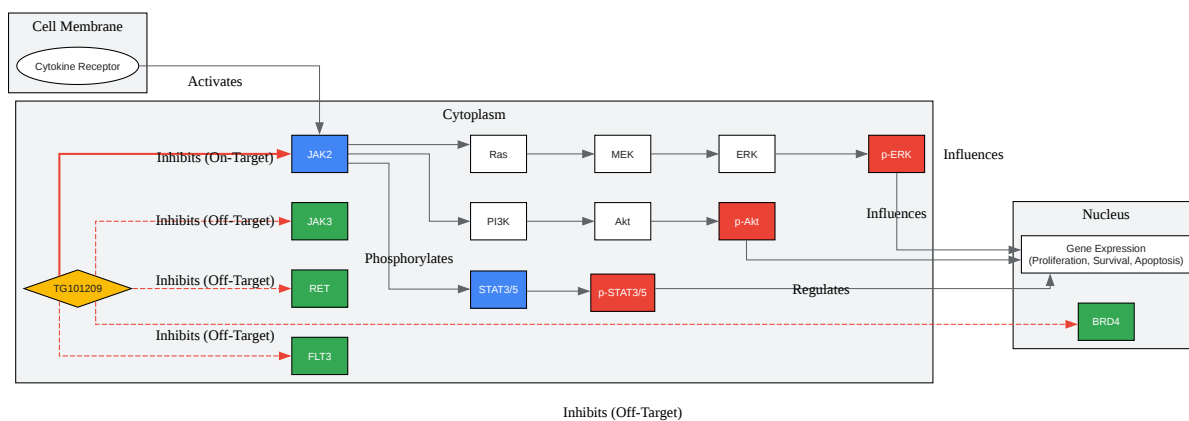 Cell Membrane
Cytokine Receptor
Activates
Cytoplasm
Inhibits (On-Target)
JAK2
Ras
MEK
ERK
p-ERK
Influences
Inhibits (Off-Target)
JAK3
PI3K
Akt
p-Akt
Influences
Nucleus
Gene Expression
(Proliferation, Survival, Apoptosis)
Phosphorylates
TG101209
Inhibits (Off-Target)
RET
STAT3/5
p-STAT3/5
Regulates
BRD4
Inhibits (Off-Target)
FLT3
Inhibits (Off-Target)